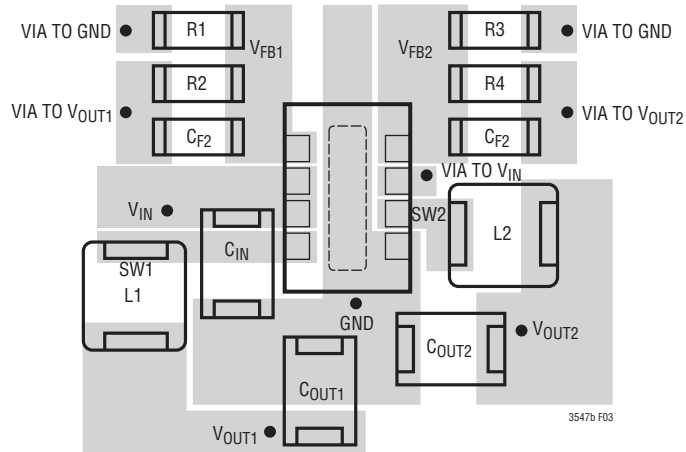 VIA TO GND
R1
VFB1
VFB2
R3
VIA TO GND
R2
R4
VIA TO VOUT1
VIA TO VOUT2
CF2
CF2
VIA TO VIN
VIN
SW2
L2
CIN
SW1
L1
GND
VOUT2
COUT2
COUT1
VOUT1
3547b F03